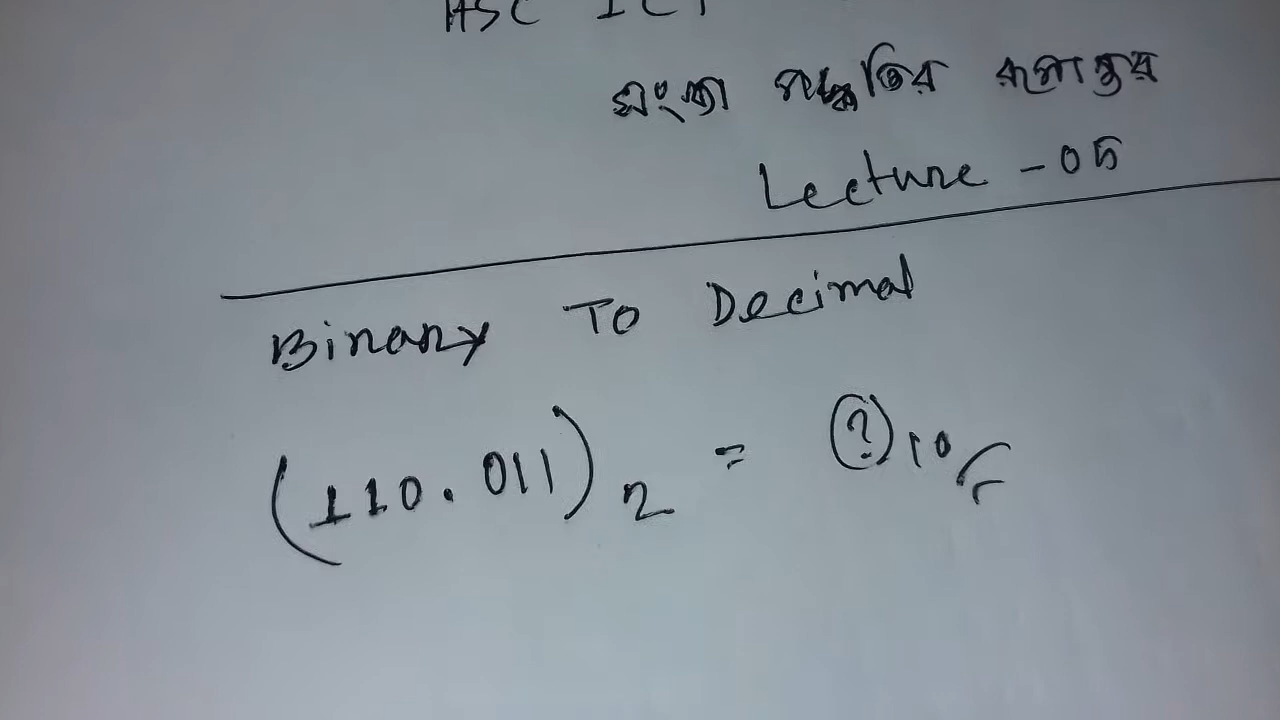 HSC ICT
সংখ্যা পদ্ধতির রূপান্তর
Lecture - 05
Binary To Decimal
(110.011)2 = (?)10